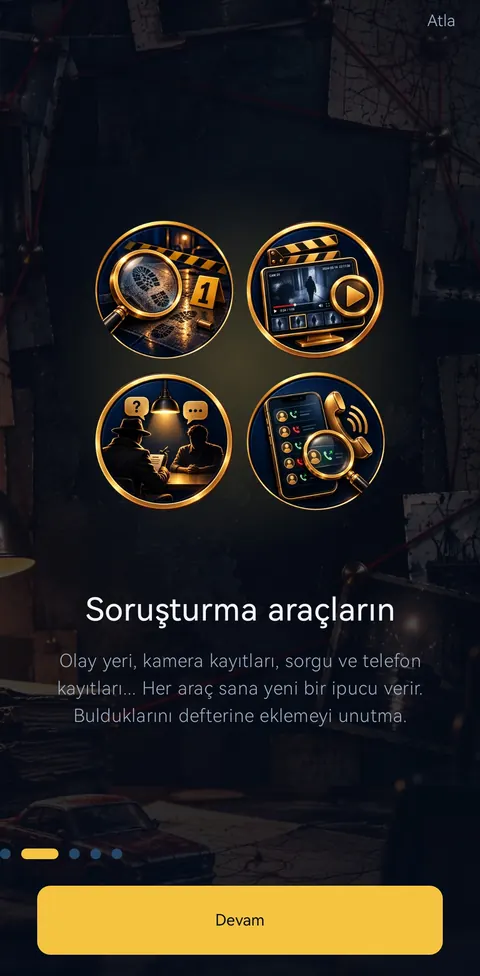 Atla
1
?
...
Soruşturma araçların
Olay yeri, kamera kayıtları, sorgu ve telefon
kayıtları... Her araç sana yeni bir ipucu verir.
Bulduklarını defterine eklemeyi unutma.
Devam